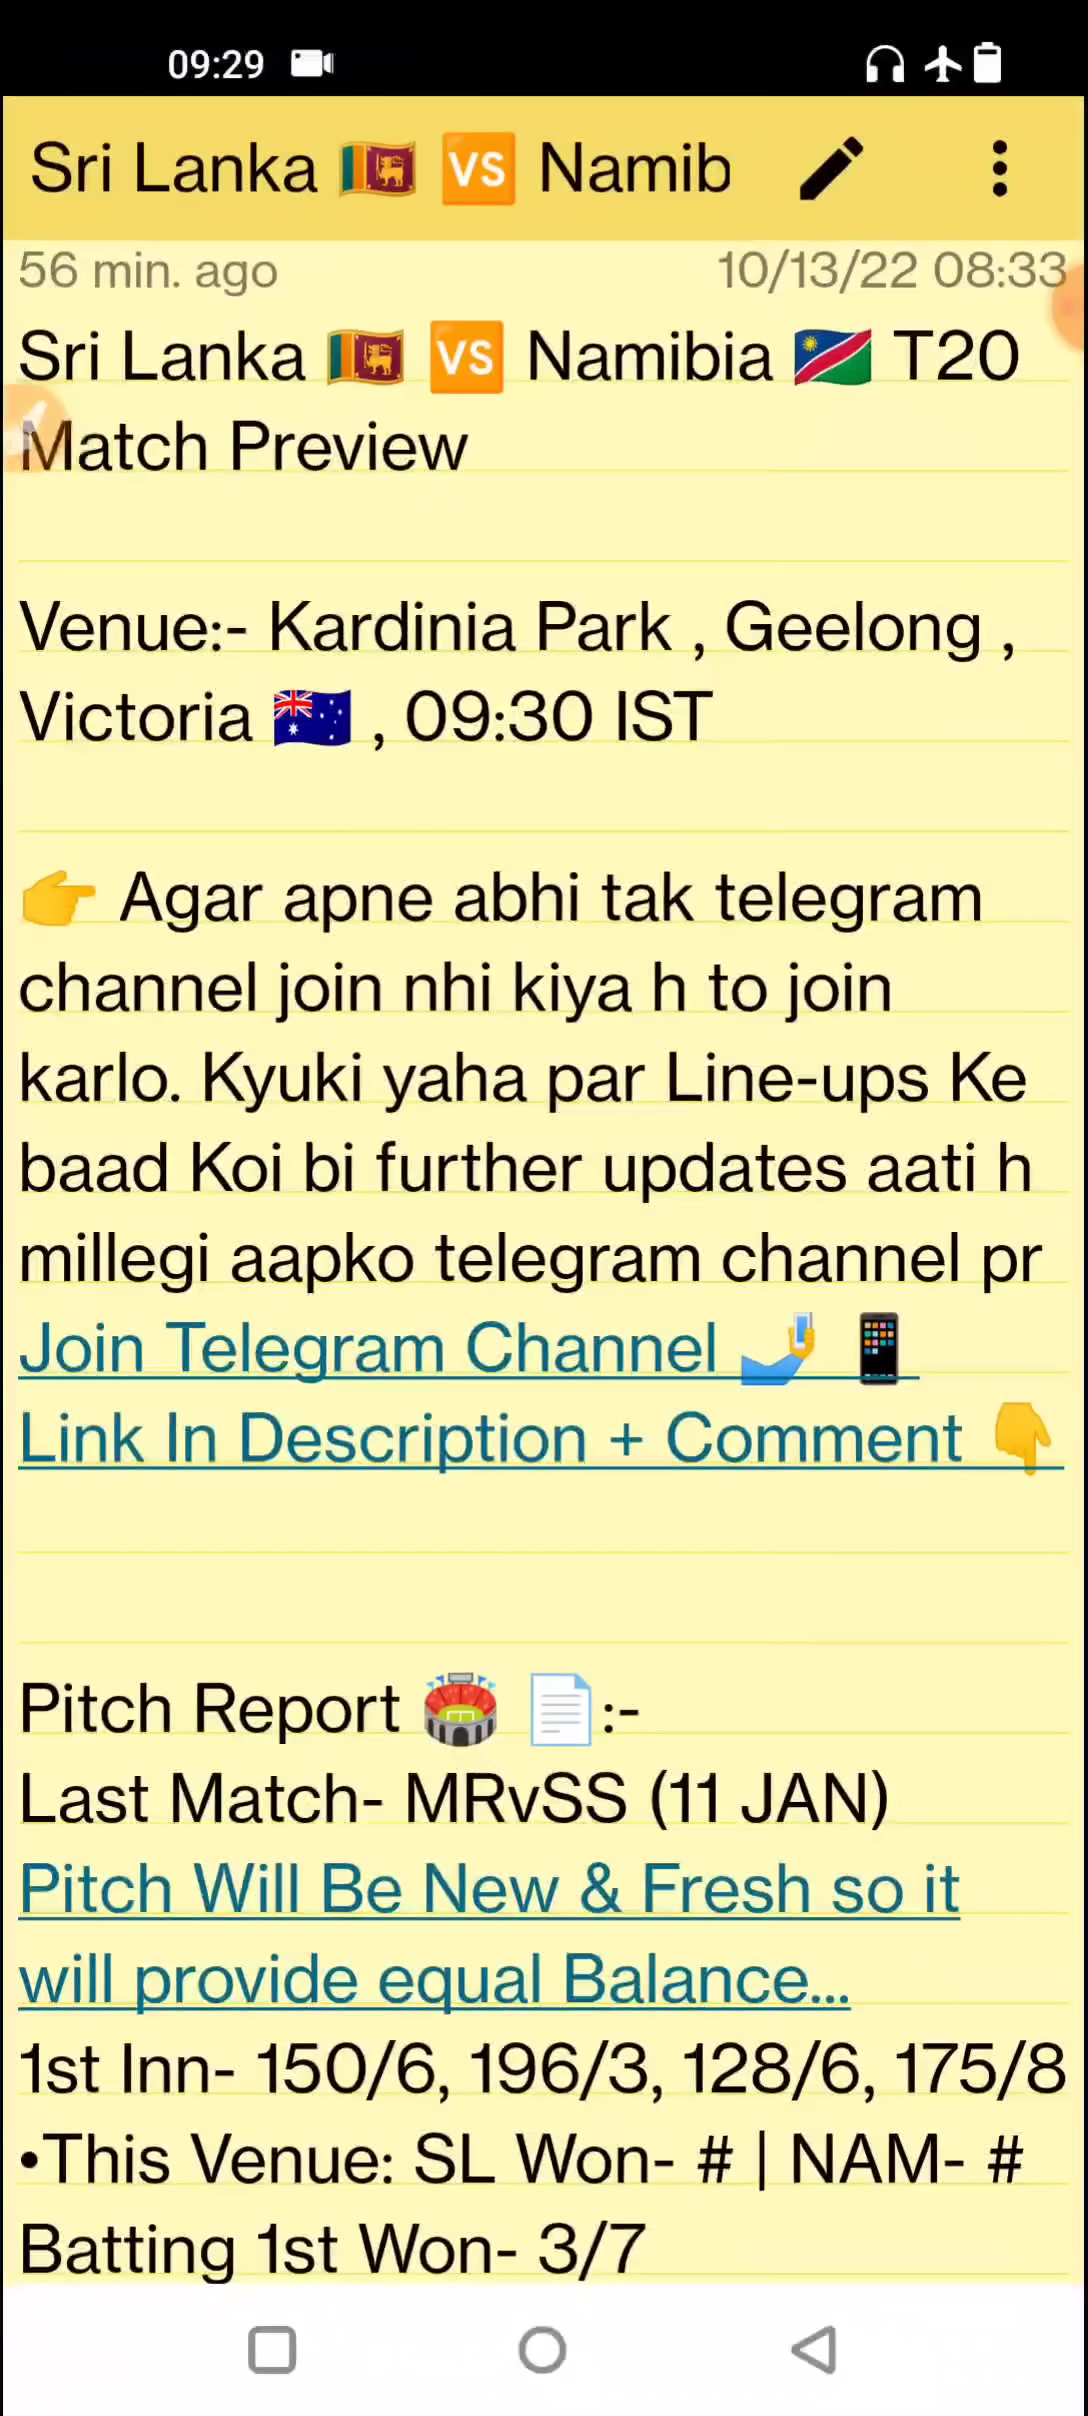 09:29
Sri Lanka 🇱🇰 🆚 Namib
56 min. ago 10/13/22 08:33
Sri Lanka 🇱🇰 🆚 Namibia 🇳🇦 T20
Match Preview
Venue:- Kardinia Park , Geelong ,
Victoria 🇦🇺 , 09:30 IST
👉 Agar apne abhi tak telegram
channel join nhi kiya h to join
karlo. Kyuki yaha par Line-ups Ke
baad Koi bi further updates aati h
millegi aapko telegram channel pr
Join Telegram Channel 🤳 📱
Link In Description + Comment 👇
Pitch Report 🏟️ 📄:-
Last Match- MRvSS (11 JAN)
Pitch Will Be New & Fresh so it
will provide equal Balance...
1st Inn- 150/6, 196/3, 128/6, 175/8
•This Venue: SL Won- # | NAM- #
Batting 1st Won- 3/7